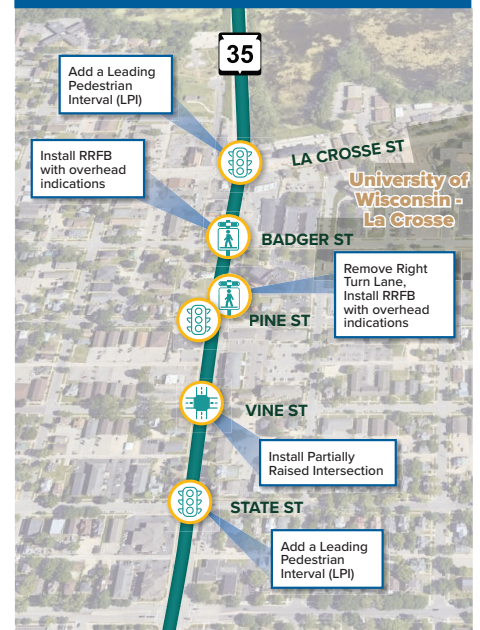 35
Add a Leading
Pedestrian
Interval (LPI)
LA CROSSE ST
Install RRFB
with overhead
indications
University of
Wisconsin -
La Crosse
BADGER ST
Remove Right
Turn Lane,
Install RRFB
with overhead
indications
PINE ST
VINE ST
Install Partially
Raised Intersection
STATE ST
Add a Leading
Pedestrian
Interval (LPI)